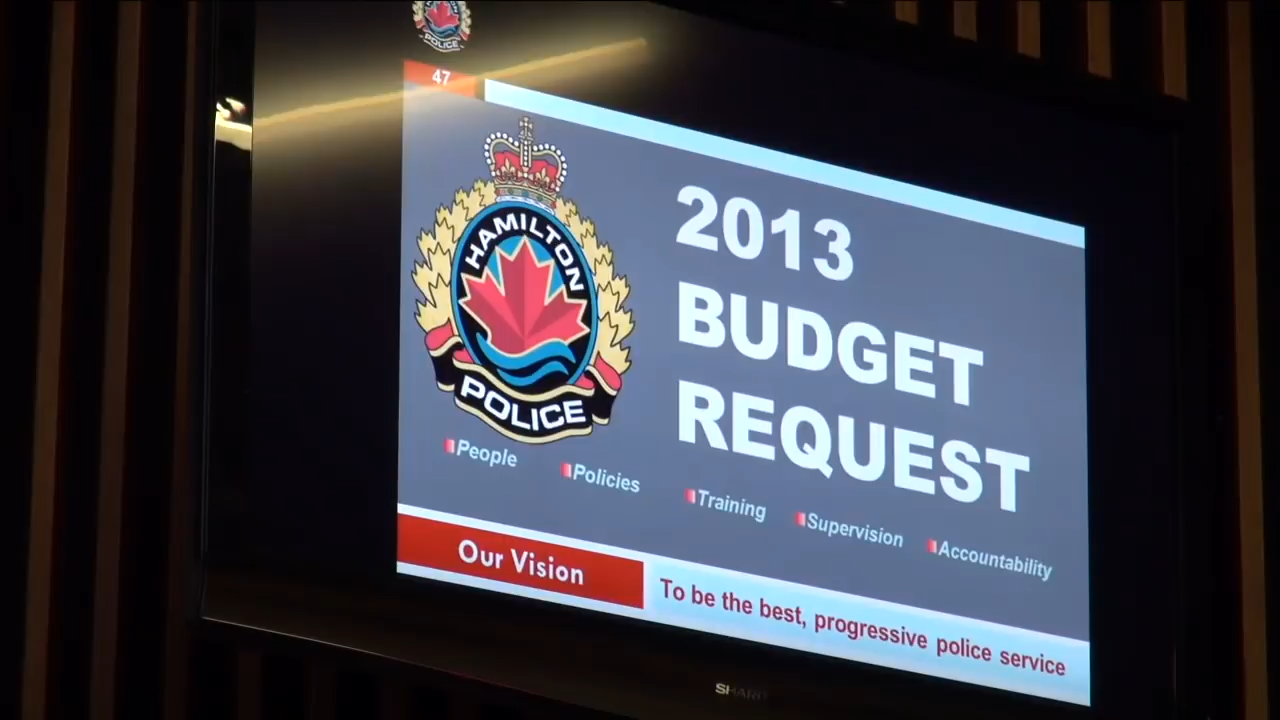 POLICE
47
HAMILTON
POLICE
2013
BUDGET
REQUEST
People
Policies
Training
Supervision
Accountability
Our Vision
To be the best, progressive police service
SHARP